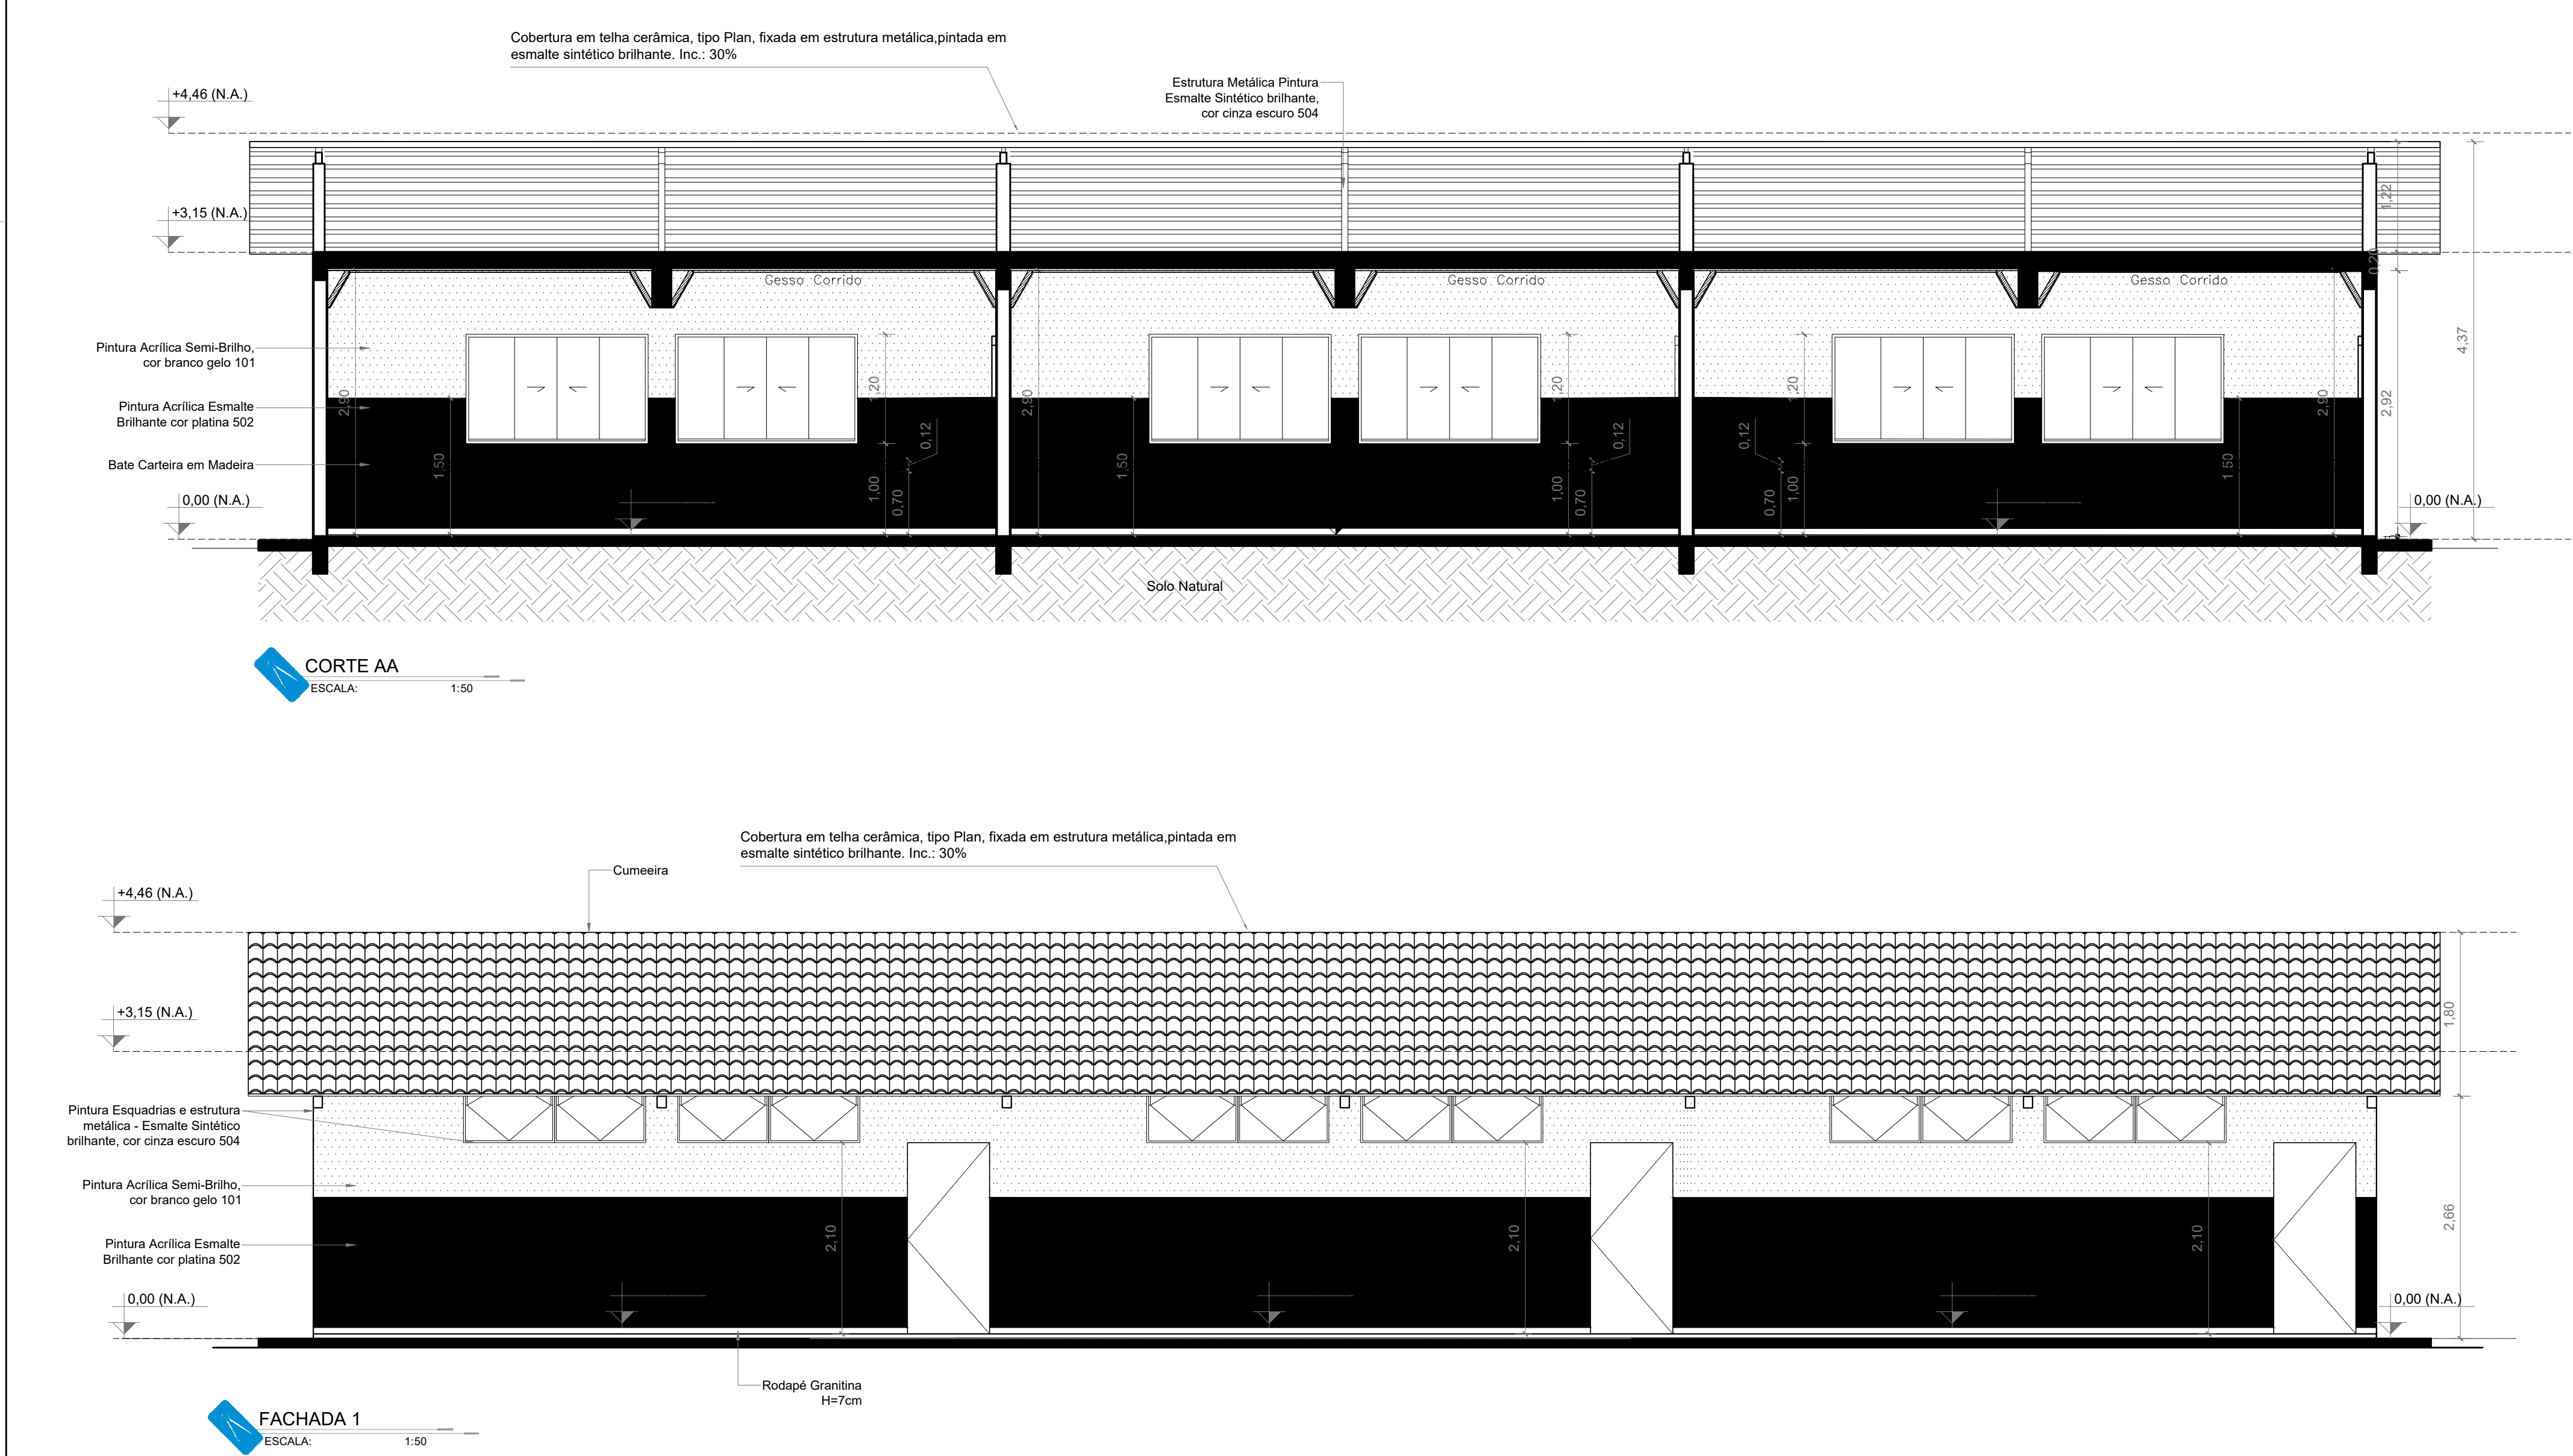 Cobertura em telha cerâmica, tipo Plan, fixada em estrutura metálica,pintada em
esmalte sintético brilhante. Inc.: 30%
Estrutura Metálica Pintura
Esmalte Sintético brilhante,
cor cinza escuro 504
+4,46 (N.A.)
+3,15 (N.A.)
1,22
0,20
4,37
Gesso Corrido
Gesso Corrido
Gesso Corrido
Pintura Acrílica Semi-Brilho,
cor branco gelo 101
Pintura Acrílica Esmalte
Brilhante cor platina 502
Bate Carteira em Madeira
0,00 (N.A.)
2,90
1,50
1,20
1,00
0,70
0,12
2,90
1,50
1,20
1,00
0,70
0,12
0,12
0,70
1,20
1,00
1,50
2,90
2,92
0,00 (N.A.)
Solo Natural
CORTE AA
ESCALA: 1:50
Cobertura em telha cerâmica, tipo Plan, fixada em estrutura metálica,pintada em
esmalte sintético brilhante. Inc.: 30%
Cumeeira
+4,46 (N.A.)
+3,15 (N.A.)
1,80
Pintura Esquadrias e estrutura
metálica - Esmalte Sintético
brilhante, cor cinza escuro 504
Pintura Acrílica Semi-Brilho,
cor branco gelo 101
Pintura Acrílica Esmalte
Brilhante cor platina 502
2,10
2,10
2,10
2,66
0,00 (N.A.)
0,00 (N.A.)
Rodapé Granitina
H=7cm
FACHADA 1
ESCALA: 1:50